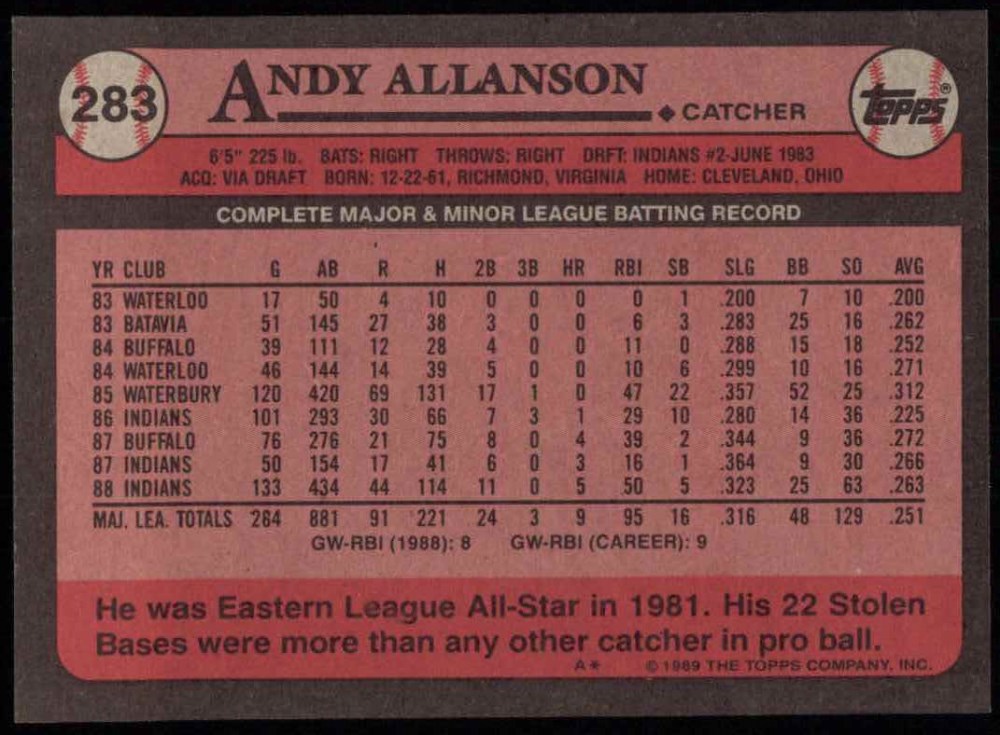 283
ANDY ALLANSON
Topps®
◆ CATCHER
6'5" 225 lb. BATS: RIGHT THROWS: RIGHT DRFT: INDIANS #2-JUNE 1983
ACQ: VIA DRAFT BORN: 12-22-61, RICHMOND, VIRGINIA HOME: CLEVELAND, OHIO
COMPLETE MAJOR & MINOR LEAGUE BATTING RECORD
YR CLUB G AB R H 2B 3B HR RBI SB SLG BB SO AVG
83 WATERLOO 17 50 4 10 0 0 0 0 1 .200 7 10 .200
83 BATAVIA 51 145 27 38 3 0 0 6 3 .283 25 16 .262
84 BUFFALO 39 111 12 28 4 0 0 11 0 .288 15 18 .252
84 WATERLOO 46 144 14 39 5 0 0 10 6 .299 10 16 .271
85 WATERBURY 120 420 69 131 17 1 0 47 22 .357 52 25 .312
86 INDIANS 101 293 30 66 7 3 1 29 10 .280 14 36 .225
87 BUFFALO 76 276 21 75 8 0 4 39 2 .344 9 36 .272
87 INDIANS 50 154 17 41 6 0 3 16 1 .364 9 30 .266
88 INDIANS 133 434 44 114 11 0 5 50 5 .323 25 63 .263
MAJ. LEA. TOTALS 264 881 91 221 24 3 9 95 16 .316 48 129 .251
GW-RBI (1988): 8 GW-RBI (CAREER): 9
He was Eastern League All-Star in 1981. His 22 Stolen
Bases were more than any other catcher in pro ball.
A* © 1989 THE TOPPS COMPANY, INC.